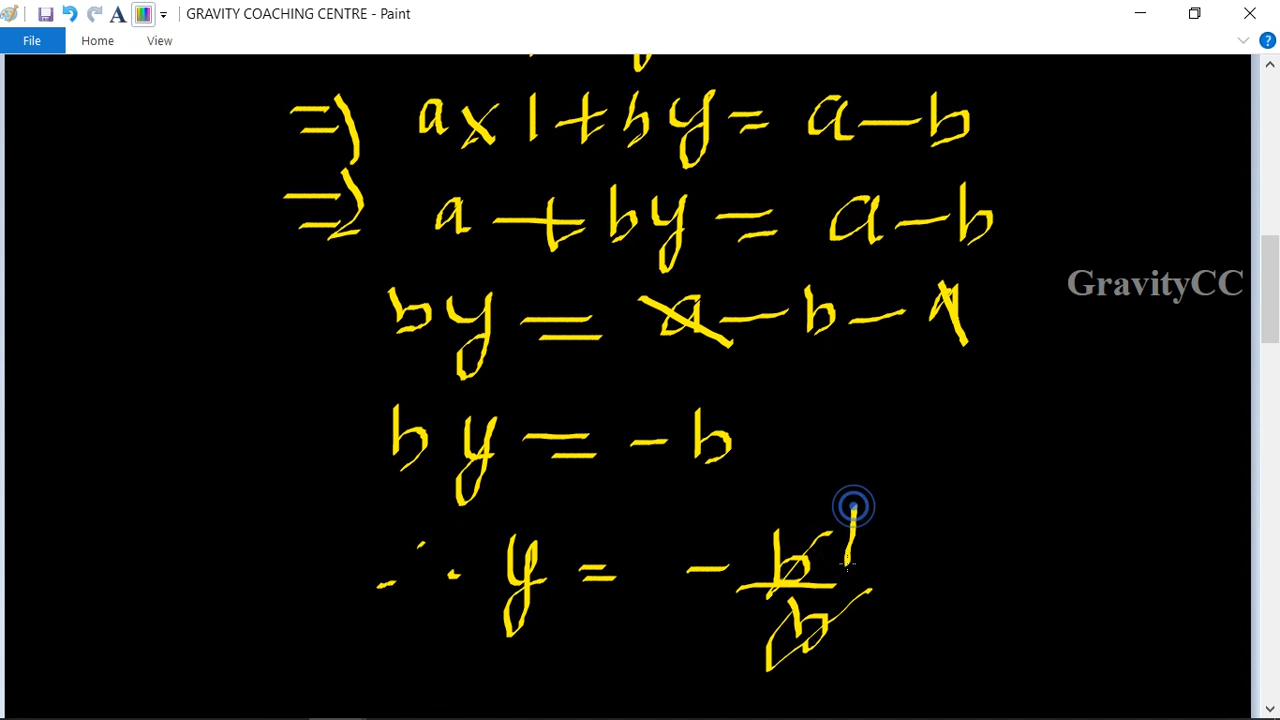 GRAVITY COACHING CENTRE - Paint
File Home View
=> a x 1 + by = a - b
=> a + by = a - b
GravityCC
by = a - b - a
by = - b
∴ y = - b/b 1